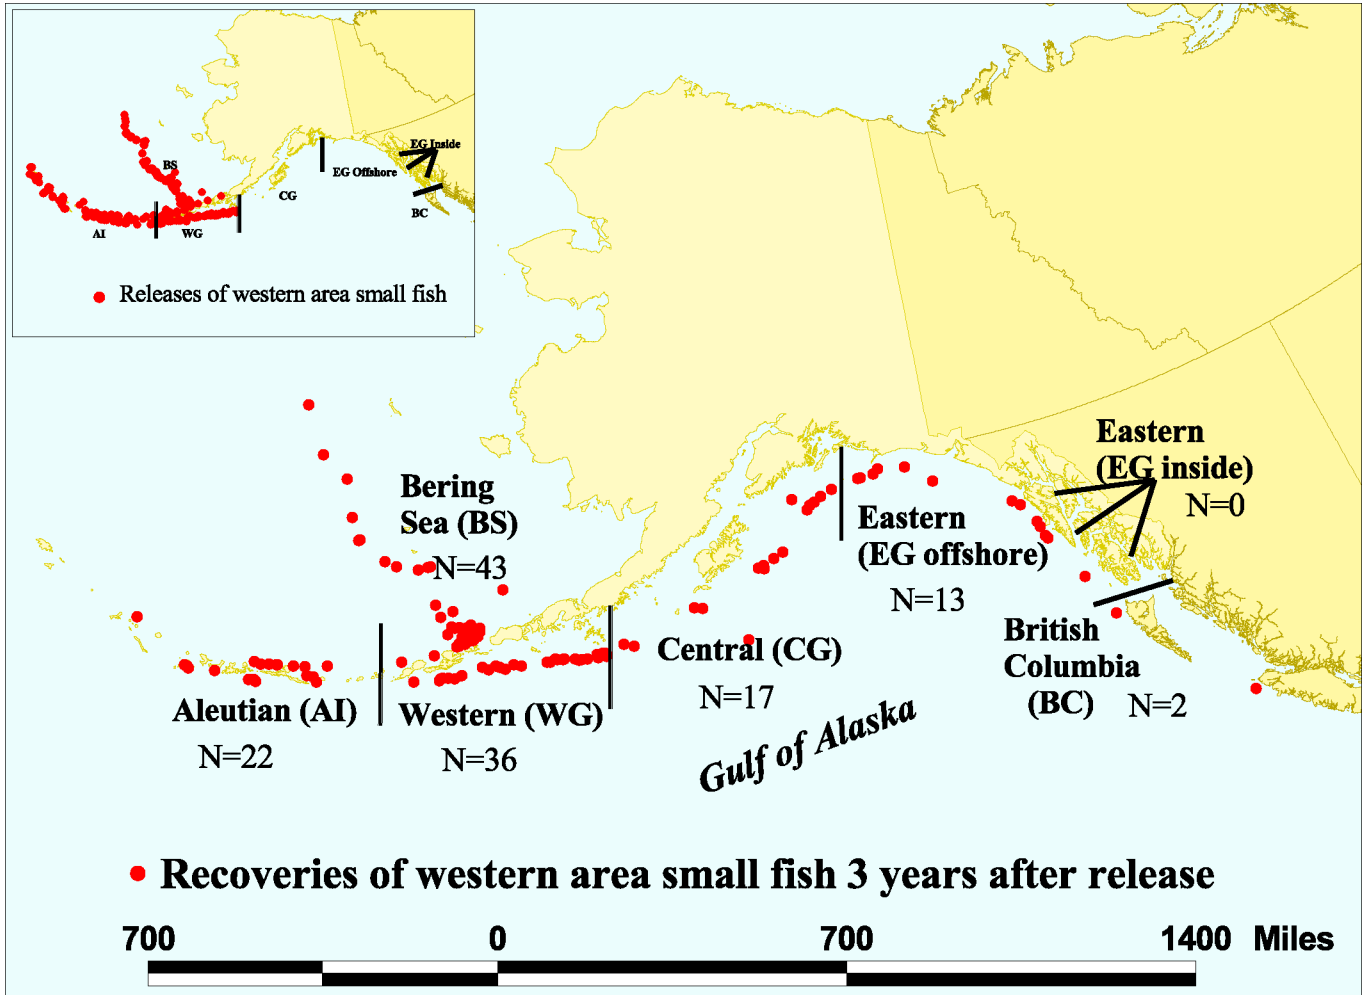 BS
EG Inside
EG Offshore
CG
BC
AI
WG
Releases of western area small fish
Bering
Sea (BS)
N=43
Eastern
(EG inside)
N=0
Eastern
(EG offshore)
N=13
British
Columbia
(BC)
N=2
Central (CG)
N=17
Aleutian (AI)
N=22
Western (WG)
N=36
Gulf of Alaska
Recoveries of western area small fish 3 years after release
700 0 700 1400 Miles